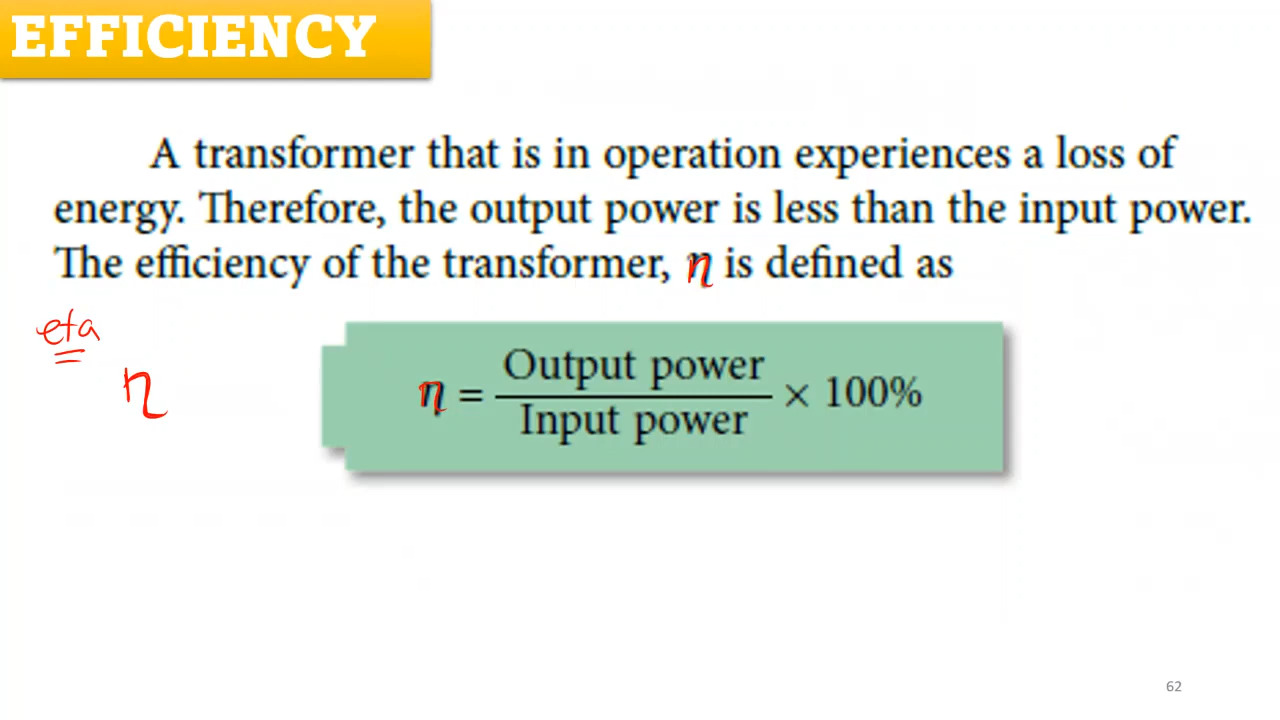 EFFICIENCY
A transformer that is in operation experiences a loss of
energy. Therefore, the output power is less than the input power.
The efficiency of the transformer, η is defined as
eta
η
η = Output power / Input power × 100%
62